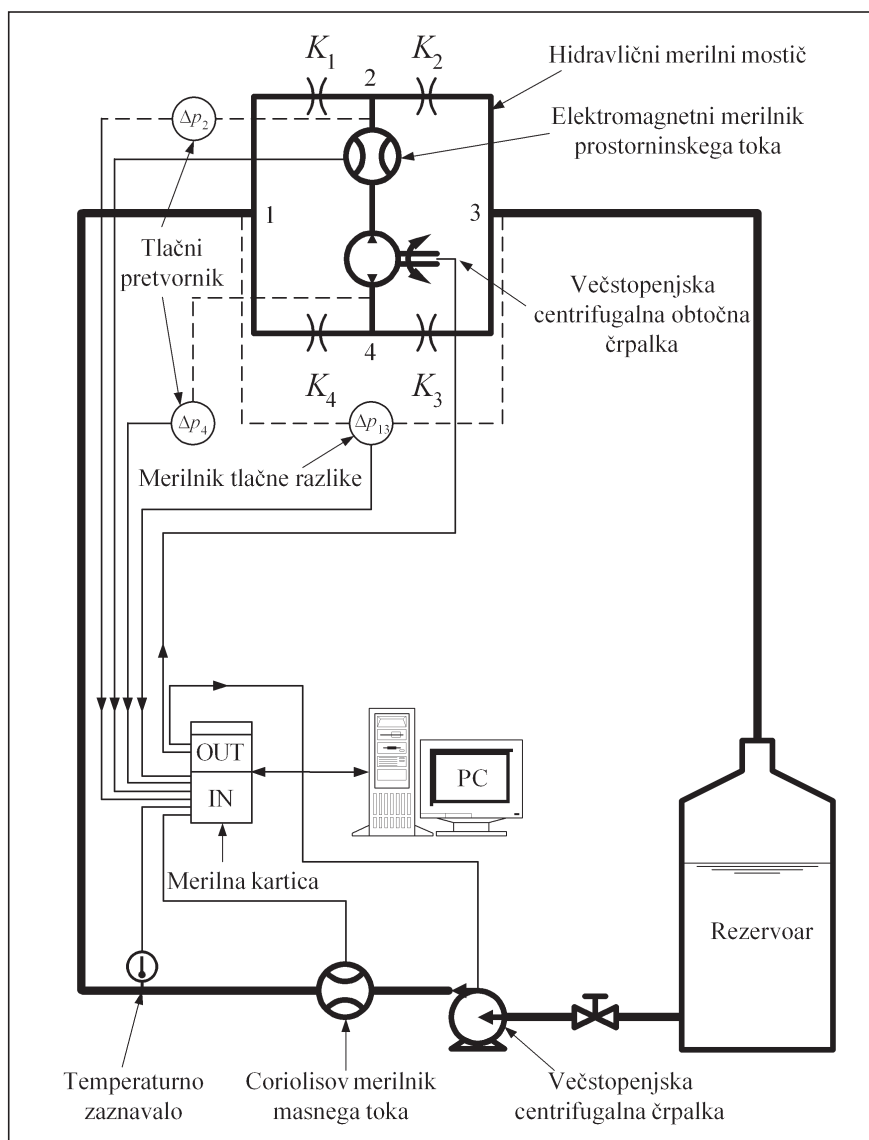 K1
K2
2
Hidravlični merilni mostič
Δp2
Elektromagnetni merilnik
prostorninskega toka
1
3
Tlačni
pretvornik
Večstopenjska
centrifugalna obtočna
črpalka
4
K4
K3
Δp4
Δp13
Merilnik tlačne razlike
OUT
IN
PC
Merilna kartica
Rezervoar
Temperaturno
zaznavalo
Coriolisov merilnik
masnega toka
Večstopenjska
centrifugalna črpalka